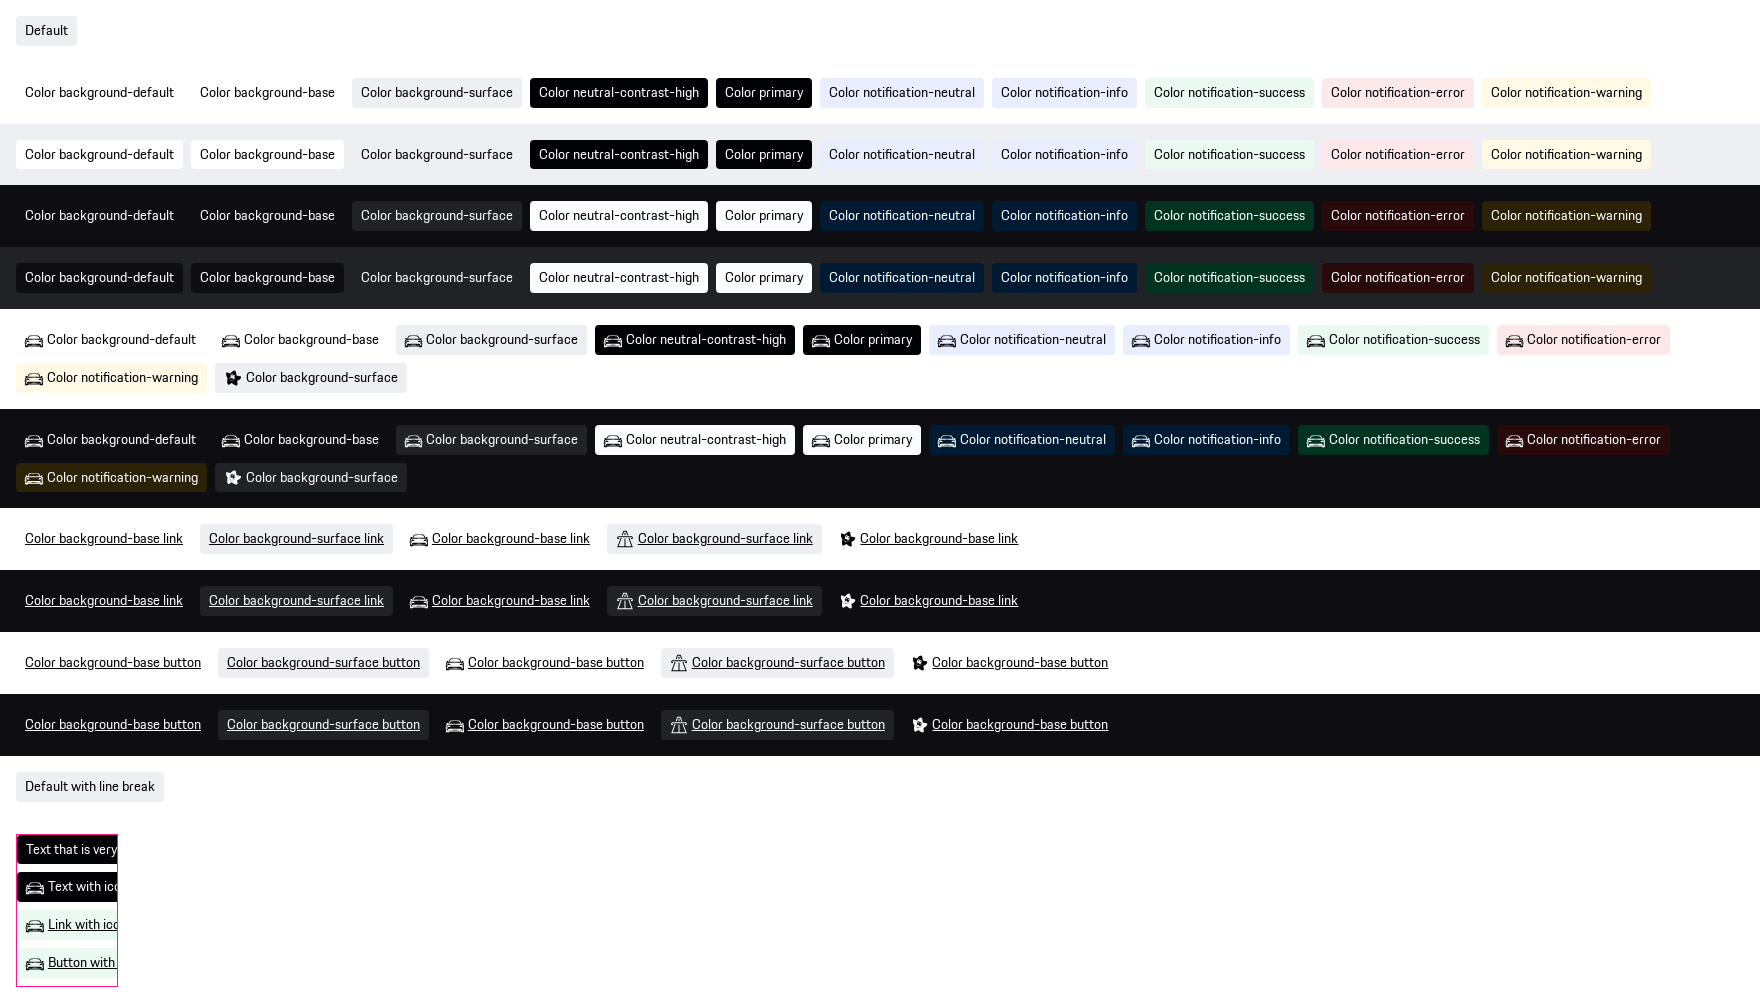 Default
Color background-default Color background-base Color background-surface Color neutral-contrast-high Color primary Color notification-neutral Color notification-info Color notification-success Color notification-error Color notification-warning
Color background-default Color background-base Color background-surface Color neutral-contrast-high Color primary Color notification-neutral Color notification-info Color notification-success Color notification-error Color notification-warning
Color background-default Color background-base Color background-surface Color neutral-contrast-high Color primary Color notification-neutral Color notification-info Color notification-success Color notification-error Color notification-warning
Color background-default Color background-base Color background-surface Color neutral-contrast-high Color primary Color notification-neutral Color notification-info Color notification-success Color notification-error Color notification-warning
Color background-default Color background-base Color background-surface Color neutral-contrast-high Color primary Color notification-neutral Color notification-info Color notification-success Color notification-error
Color notification-warning Color background-surface
Color background-default Color background-base Color background-surface Color neutral-contrast-high Color primary Color notification-neutral Color notification-info Color notification-success Color notification-error
Color notification-warning Color background-surface
Color background-base link Color background-surface link Color background-base link Color background-surface link Color background-base link
Color background-base link Color background-surface link Color background-base link Color background-surface link Color background-base link
Color background-base button Color background-surface button Color background-base button Color background-surface button Color background-base button
Color background-base button Color background-surface button Color background-base button Color background-surface button Color background-base button
Default with line break
Text that is very
Text with ico
Link with ico
Button with